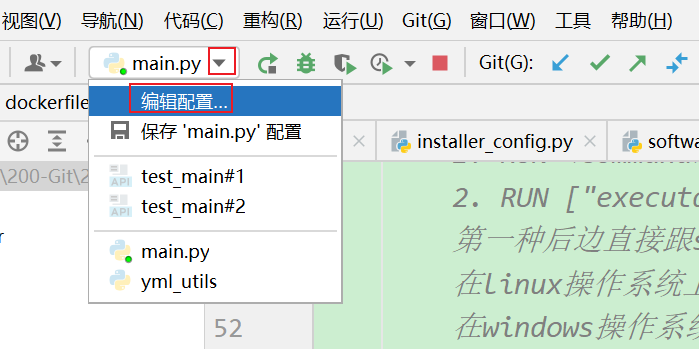 视图(V) 导航(N) 代码(C) 重构(R) 运行(U) Git(G) 窗口(W) 工具 帮助(H)
main.py Git(G):
dockerfile
编辑配置...
installer_config.py softwa
保存 'main.py' 配置
\200-Git\2
test_main#1
2. RUN ["executa
test_main#2
第一种后边直接跟s
main.py
在linux操作系统上
yml_utils
52 在windows操作系统